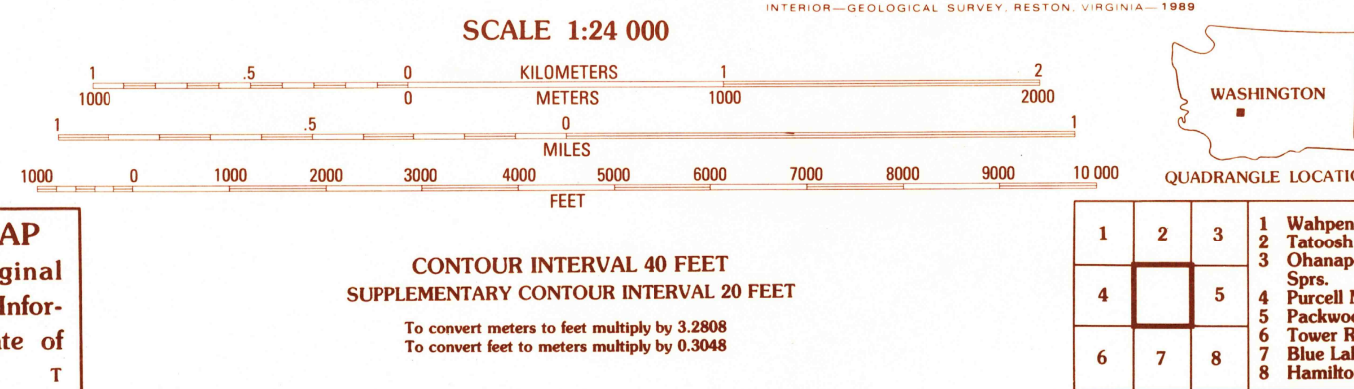 INTERIOR—GEOLOGICAL SURVEY, RESTON, VIRGINIA—1989
SCALE 1:24 000
1 .5 0 KILOMETERS 1 2
1000 0 METERS 1000 2000
1 .5 0 1
MILES
1000 0 1000 2000 3000 4000 5000 6000 7000 8000 9000 10 000
FEET
WASHINGTON
QUADRANGLE LOCATIO
AP
ginal
Infor-
te of
T
CONTOUR INTERVAL 40 FEET
SUPPLEMENTARY CONTOUR INTERVAL 20 FEET
To convert meters to feet multiply by 3.2808
To convert feet to meters multiply by 0.3048
1 2 3
4 5
6 7 8
1 Wahpen
2 Tatoosh
3 Ohanap
Sprs.
4 Purcell
5 Packwoo
6 Tower R
7 Blue Lal
8 Hamilto